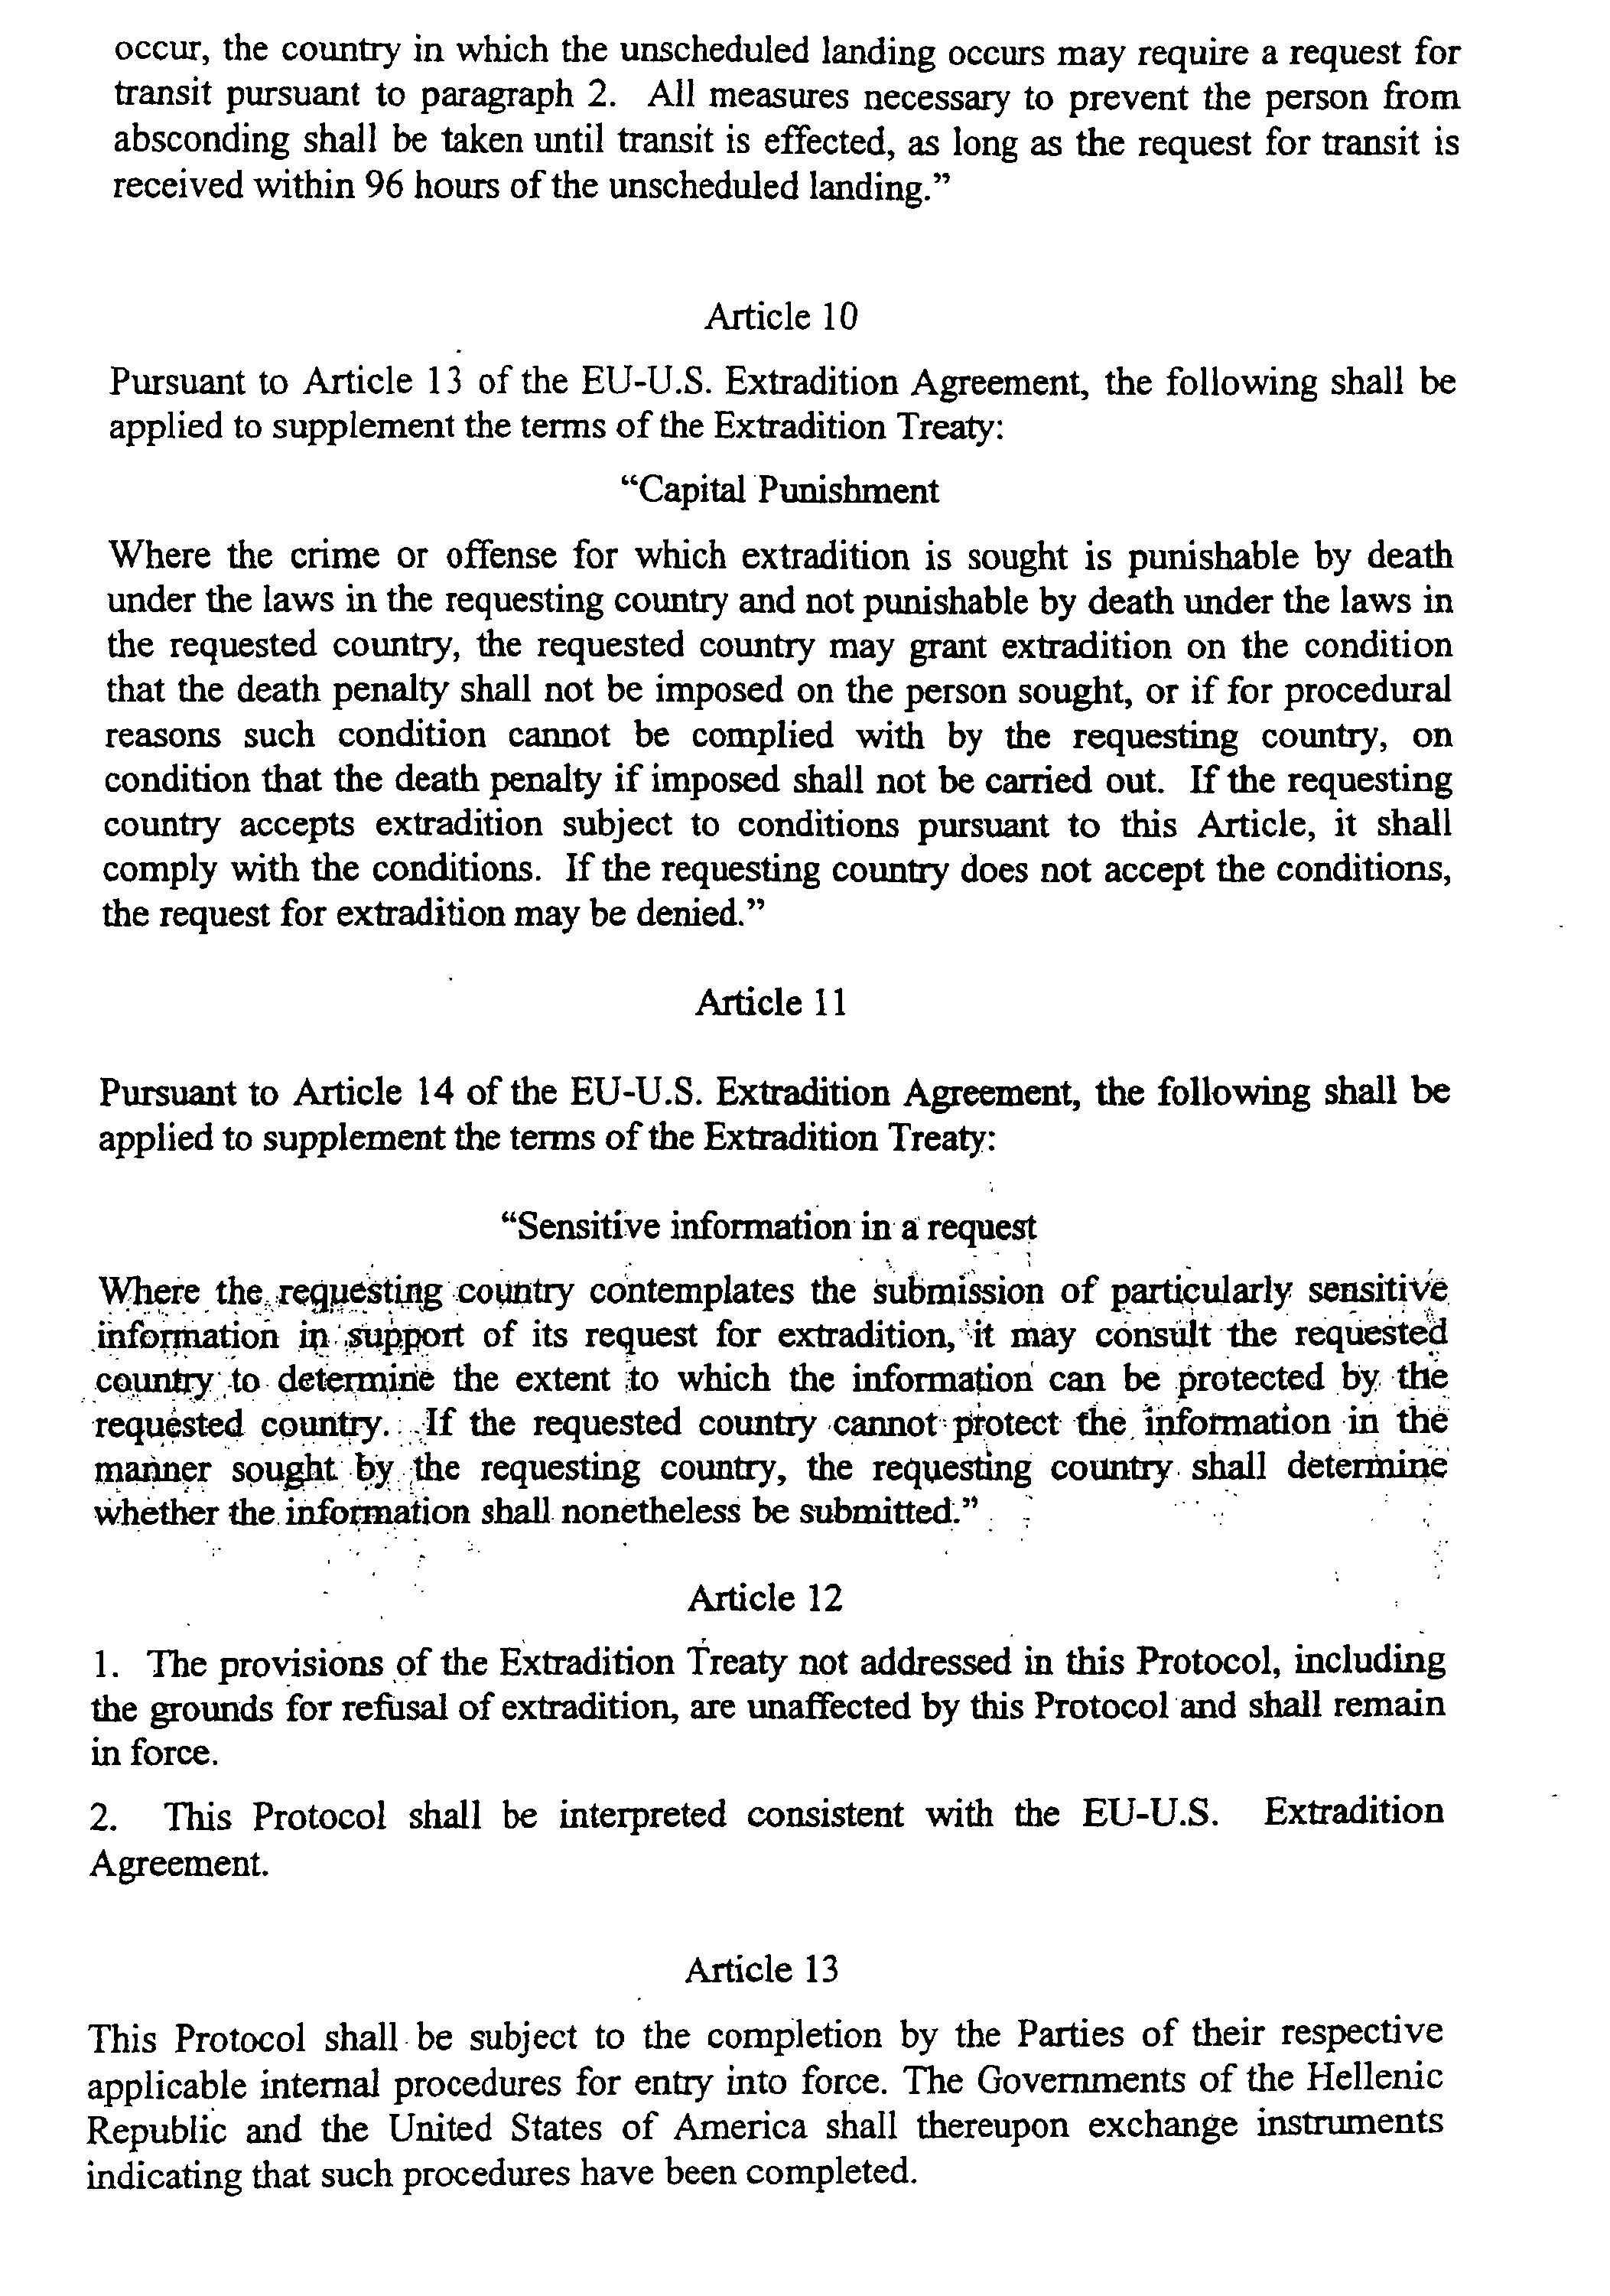 occur, the country in which the unscheduled landing occurs may require a request for
transit pursuant to paragraph 2. All measures necessary to prevent the person from
absconding shall be taken until transit is effected, as long as the request for transit is
received within 96 hours of the unscheduled landing.”
Article 10
Pursuant to Article 13 of the EU-U.S. Extradition Agreement, the following shall be
applied to supplement the terms of the Extradition Treaty:
“Capital Punishment
Where the crime or offense for which extradition is sought is punishable by death
under the laws in the requesting country and not punishable by death under the laws in
the requested country, the requested country may grant extradition on the condition
that the death penalty shall not be imposed on the person sought, or if for procedural
reasons such condition cannot be complied with by the requesting country, on
condition that the death penalty if imposed shall not be carried out. If the requesting
country accepts extradition subject to conditions pursuant to this Article, it shall
comply with the conditions. If the requesting country does not accept the conditions,
the request for extradition may be denied.”
Article 11
Pursuant to Article 14 of the EU-U.S. Extradition Agreement, the following shall be
applied to supplement the terms of the Extradition Treaty:
“Sensitive information in a request
Where the requesting country contemplates the submission of particularly sensitive
information in support of its request for extradition, it may consult the requested
country to determine the extent to which the information can be protected by the
requested country. If the requested country cannot protect the information in the
manner sought by the requesting country, the requesting country shall determine
whether the information shall nonetheless be submitted.”
Article 12
1. The provisions of the Extradition Treaty not addressed in this Protocol, including
the grounds for refusal of extradition, are unaffected by this Protocol and shall remain
in force.
2. This Protocol shall be interpreted consistent with the EU-U.S. Extradition
Agreement.
Article 13
This Protocol shall be subject to the completion by the Parties of their respective
applicable internal procedures for entry into force. The Governments of the Hellenic
Republic and the United States of America shall thereupon exchange instruments
indicating that such procedures have been completed.